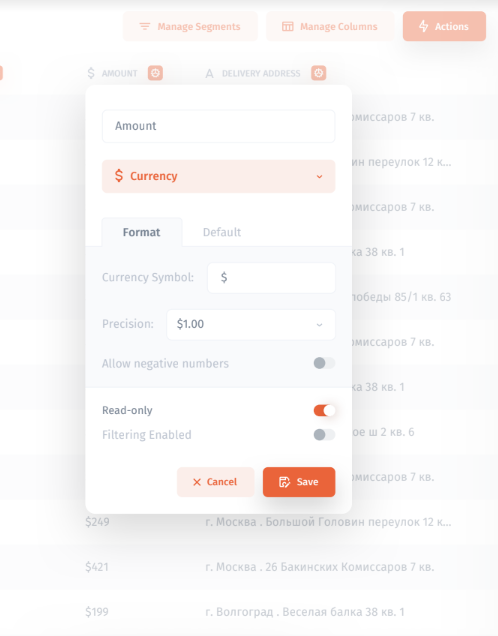 Manage Segments
Manage Columns
Actions
$ AMOUNT
A DELIVERY ADDRESS
Amount
омиссаров 7 кв.
$ Currency
ин переулок 12 к...
омиссаров 7 кв.
Format
Default
ка 38 кв. 1
Currency Symbol:
$
победы 85/1 кв. 63
Precision:
$1.00
омиссаров 7 кв.
Allow negative numbers
ка 38 кв. 1
Read-only
Filtering Enabled
ое ш 2 кв. 6
Cancel
Save
омиссаров 7 кв.
$249
г. Москва . Большой Головин переулок 12 к...
$421
г. Москва . 26 Бакинских Комиссаров 7 кв.
$199
г. Волгоград . Веселая балка 38 кв. 1